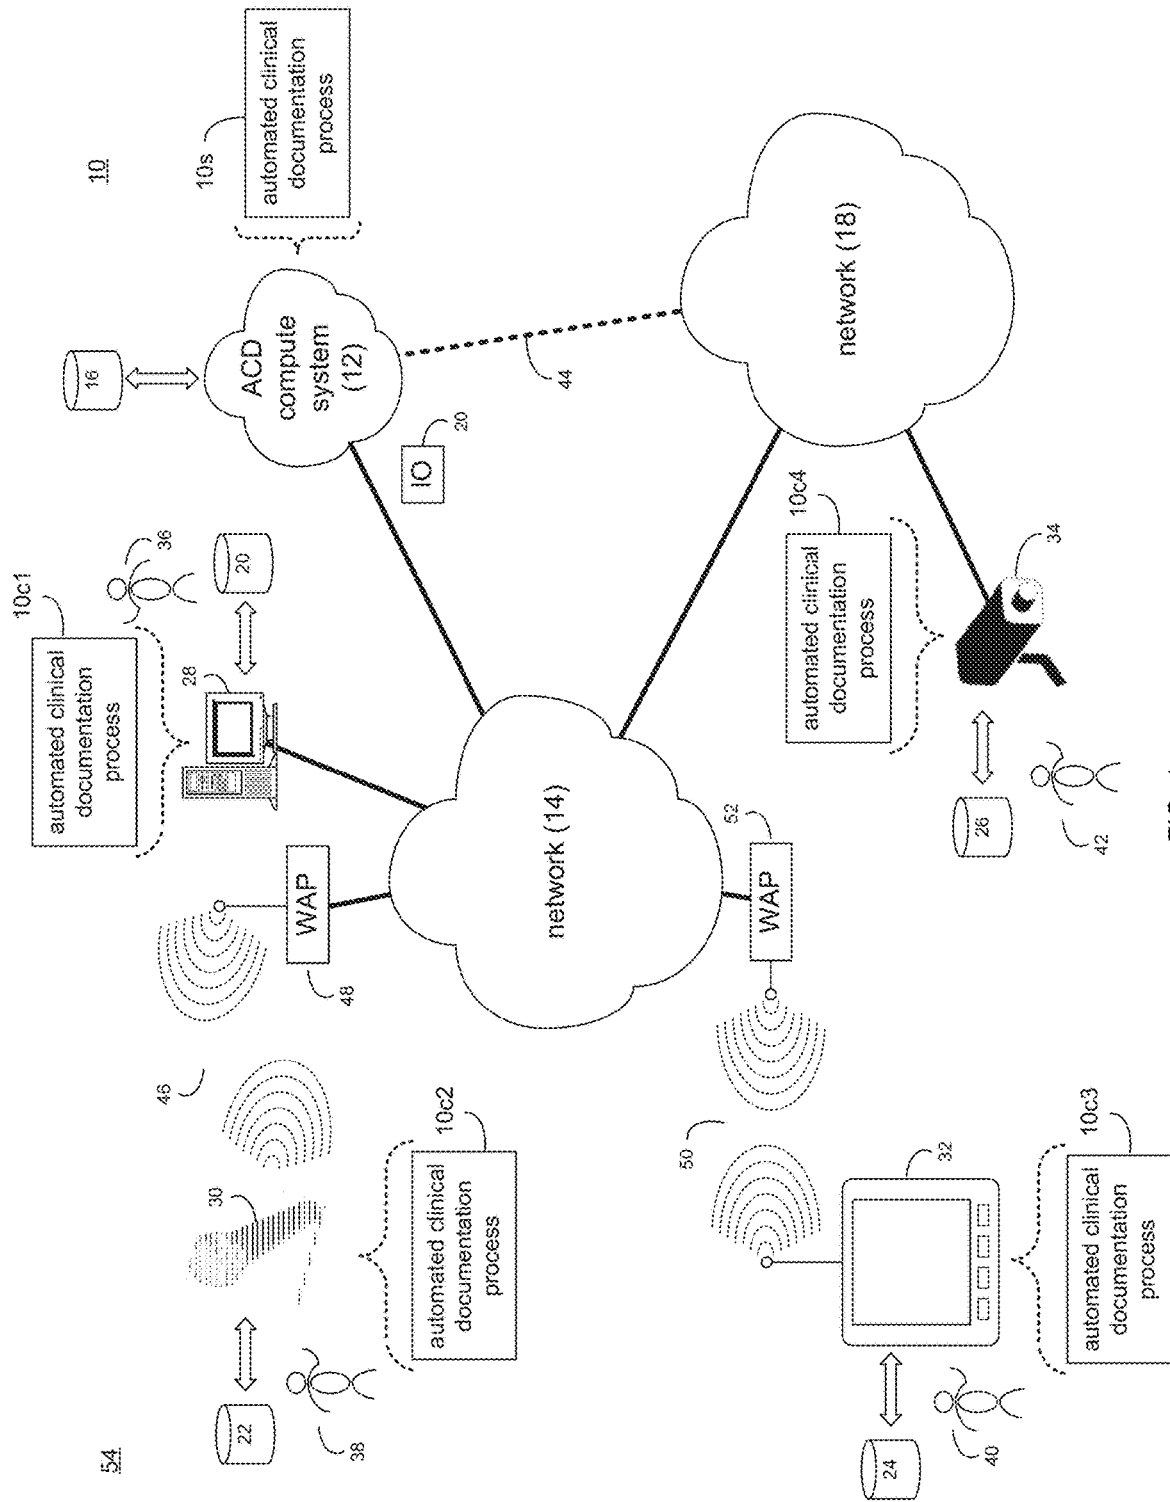 54
10
22
38
30
46
automated clinical
documentation
process
10c2
48
WAP
automated clinical
documentation
process
10c1
28
36
20
16
ACD
compute
system
(12)
10s
automated clinical
documentation
process
IO
20
44
network (14)
network (18)
50
52
WAP
24
40
32
automated clinical
documentation
process
10c3
automated clinical
documentation
process
10c4
26
42
34